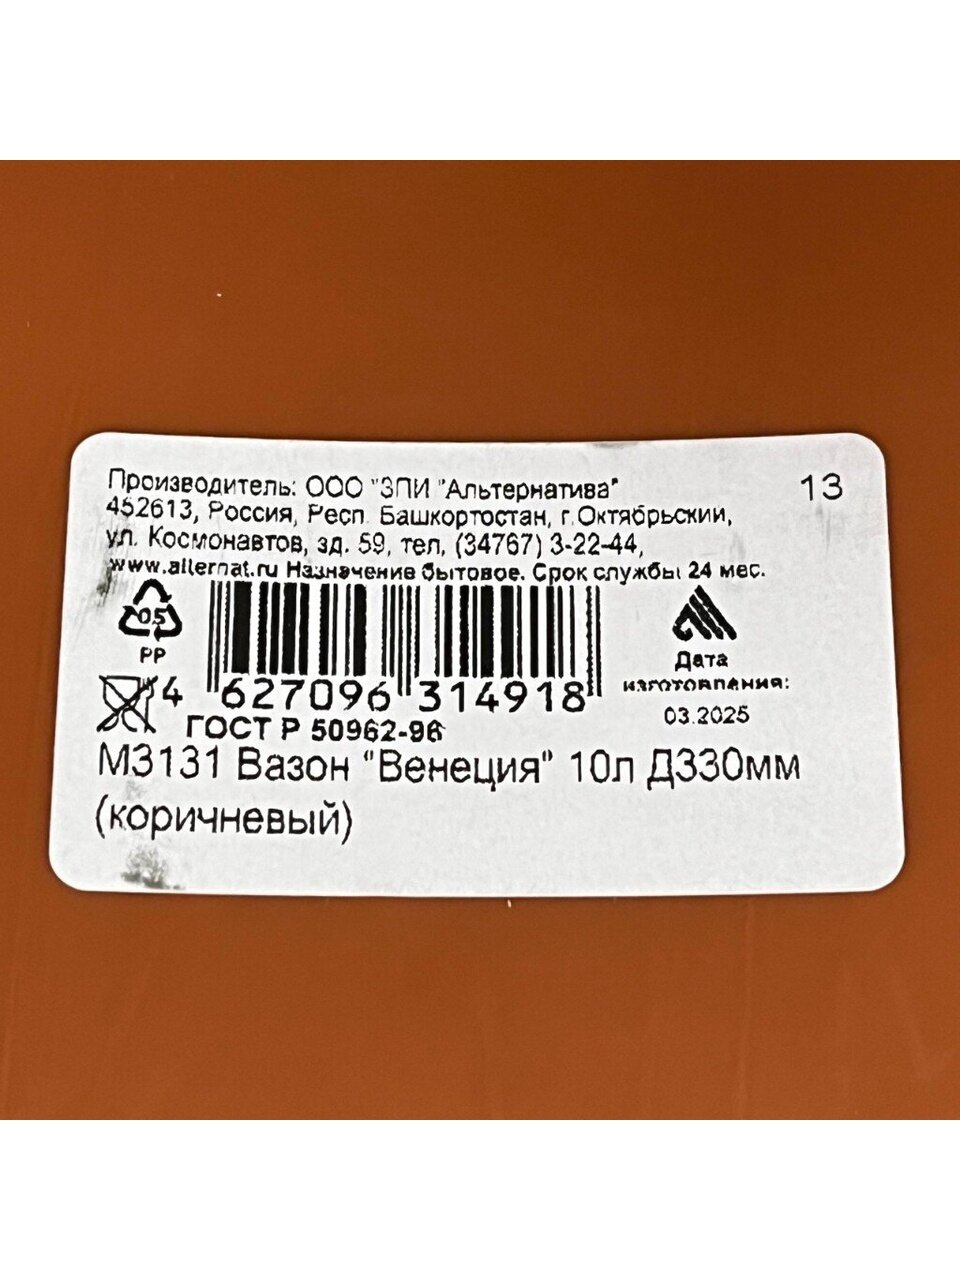 Производитель: ООО "ЗПИ "Альтернатива"
13
452613, Россия, Респ. Башкортостан, г.Октябрьский,
ул. Космонавтов, зд. 59, тел. (34767) 3-22-44,
www.alternat.ru Назначение бытовое. Срок службы 24 мес.
05
PP
Дата
изготовления:
03.2025
4 627096 314918
ГОСТ Р 50962-96
М3131 Вазон "Венеция" 10л Д330мм
(коричневый)